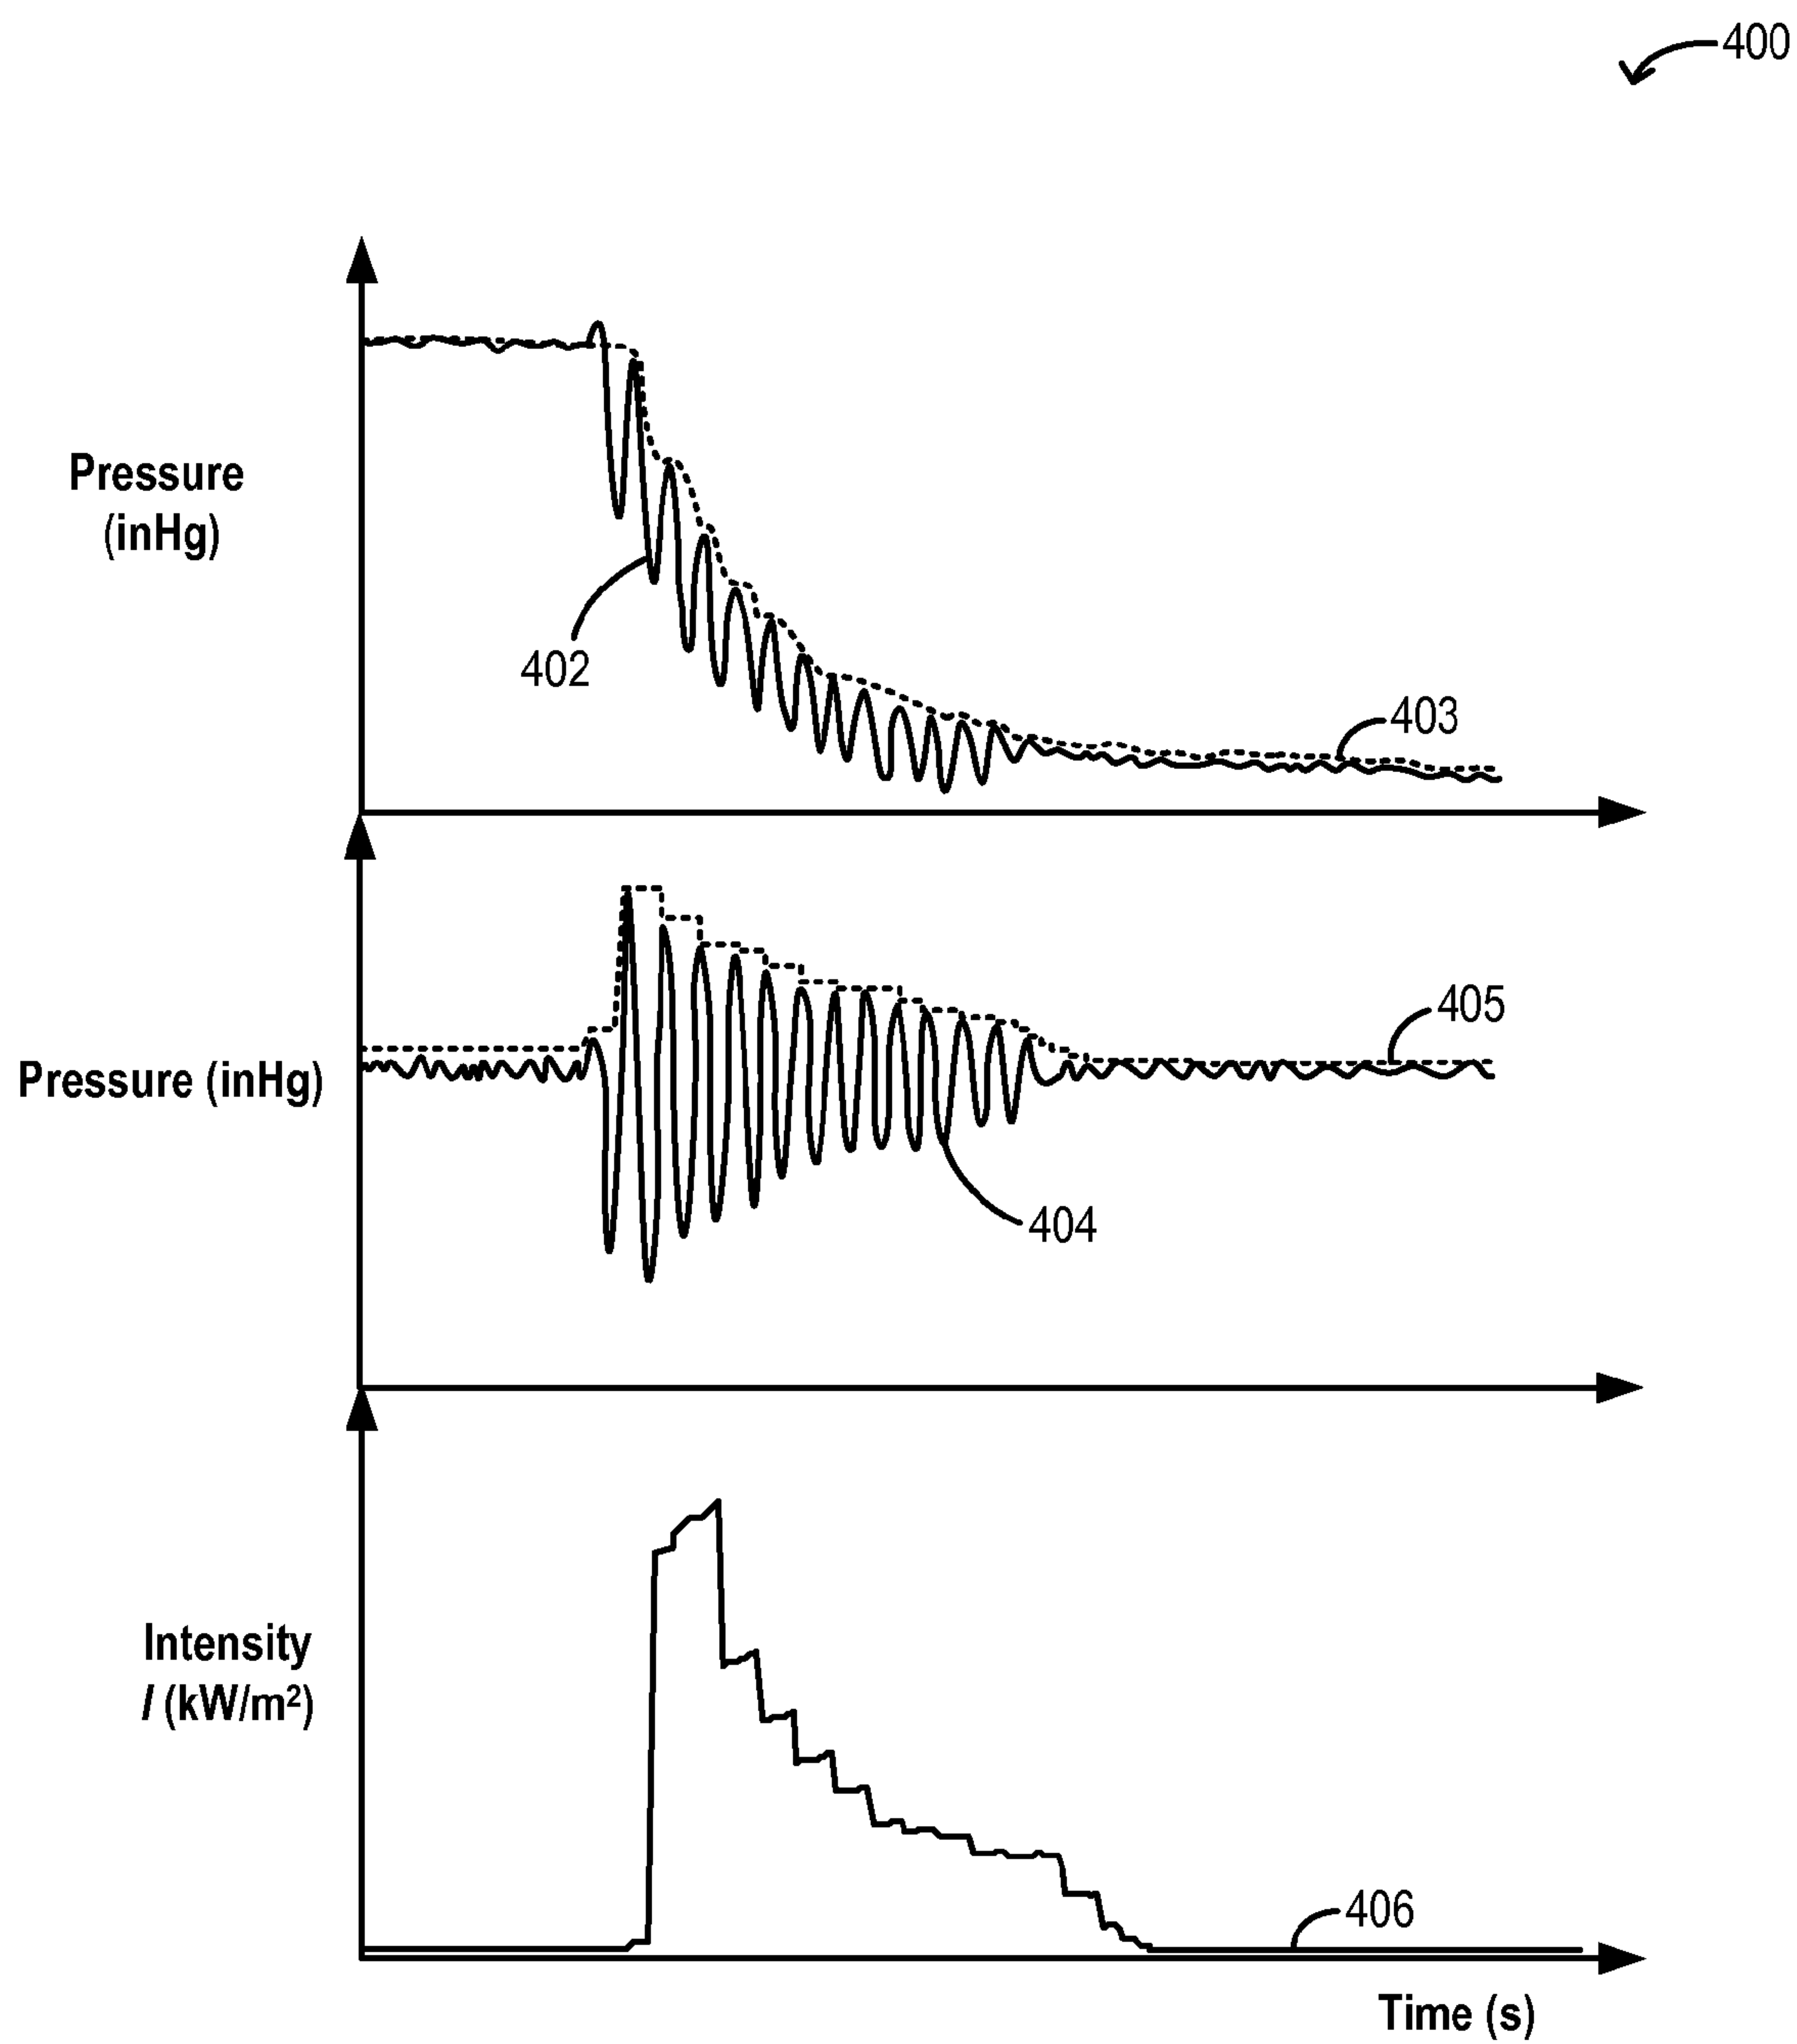 400
Pressure
(inHg)
402
403
405
Pressure (inHg)
404
Intensity
I (kW/m²)
406
Time (s)